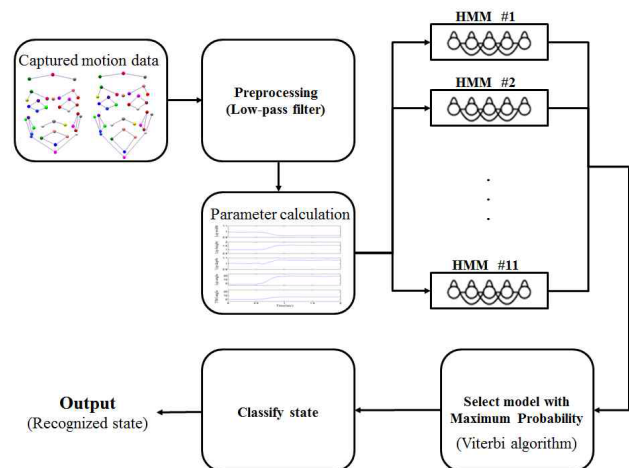 Captured motion data
Preprocessing
(Low-pass filter)
Parameter calculation
HMM #1
HMM #2
.
.
.
HMM #11
Select model with
Maximum Probability
(Viterbi algorithm)
Classify state
Output
(Recognized state)